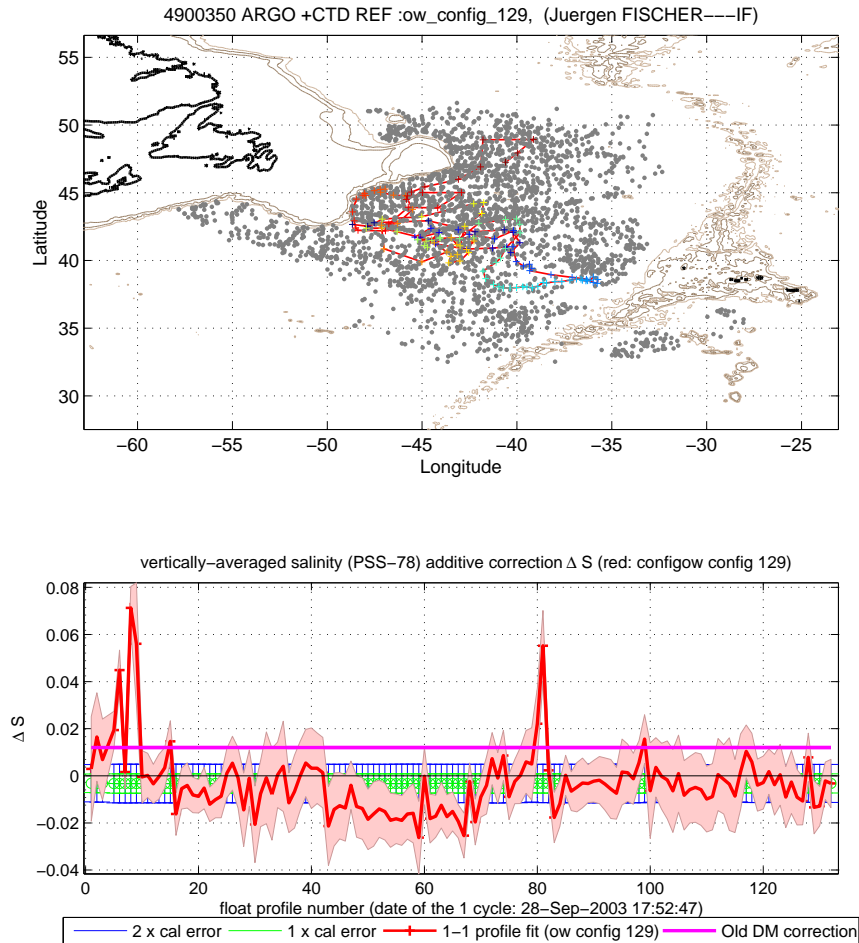 4900350 ARGO +CTD REF :ow_config_129,  (Juergen FISCHER−−−IF)
55
50
45
40
35
30
Latitude
−60
−55
−50
−45
−40
−35
−30
−25
Longitude
vertically−averaged salinity (PSS−78) additive correction Δ S (red: configow config 129)
0.08
0.06
0.04
0.02
0
−0.02
−0.04
Δ S
0
20
40
60
80
100
120
float profile number (date of the 1 cycle: 28−Sep−2003 17:52:47)
2 x cal error
1 x cal error
1−1 profile fit (ow config 129)
Old DM correction